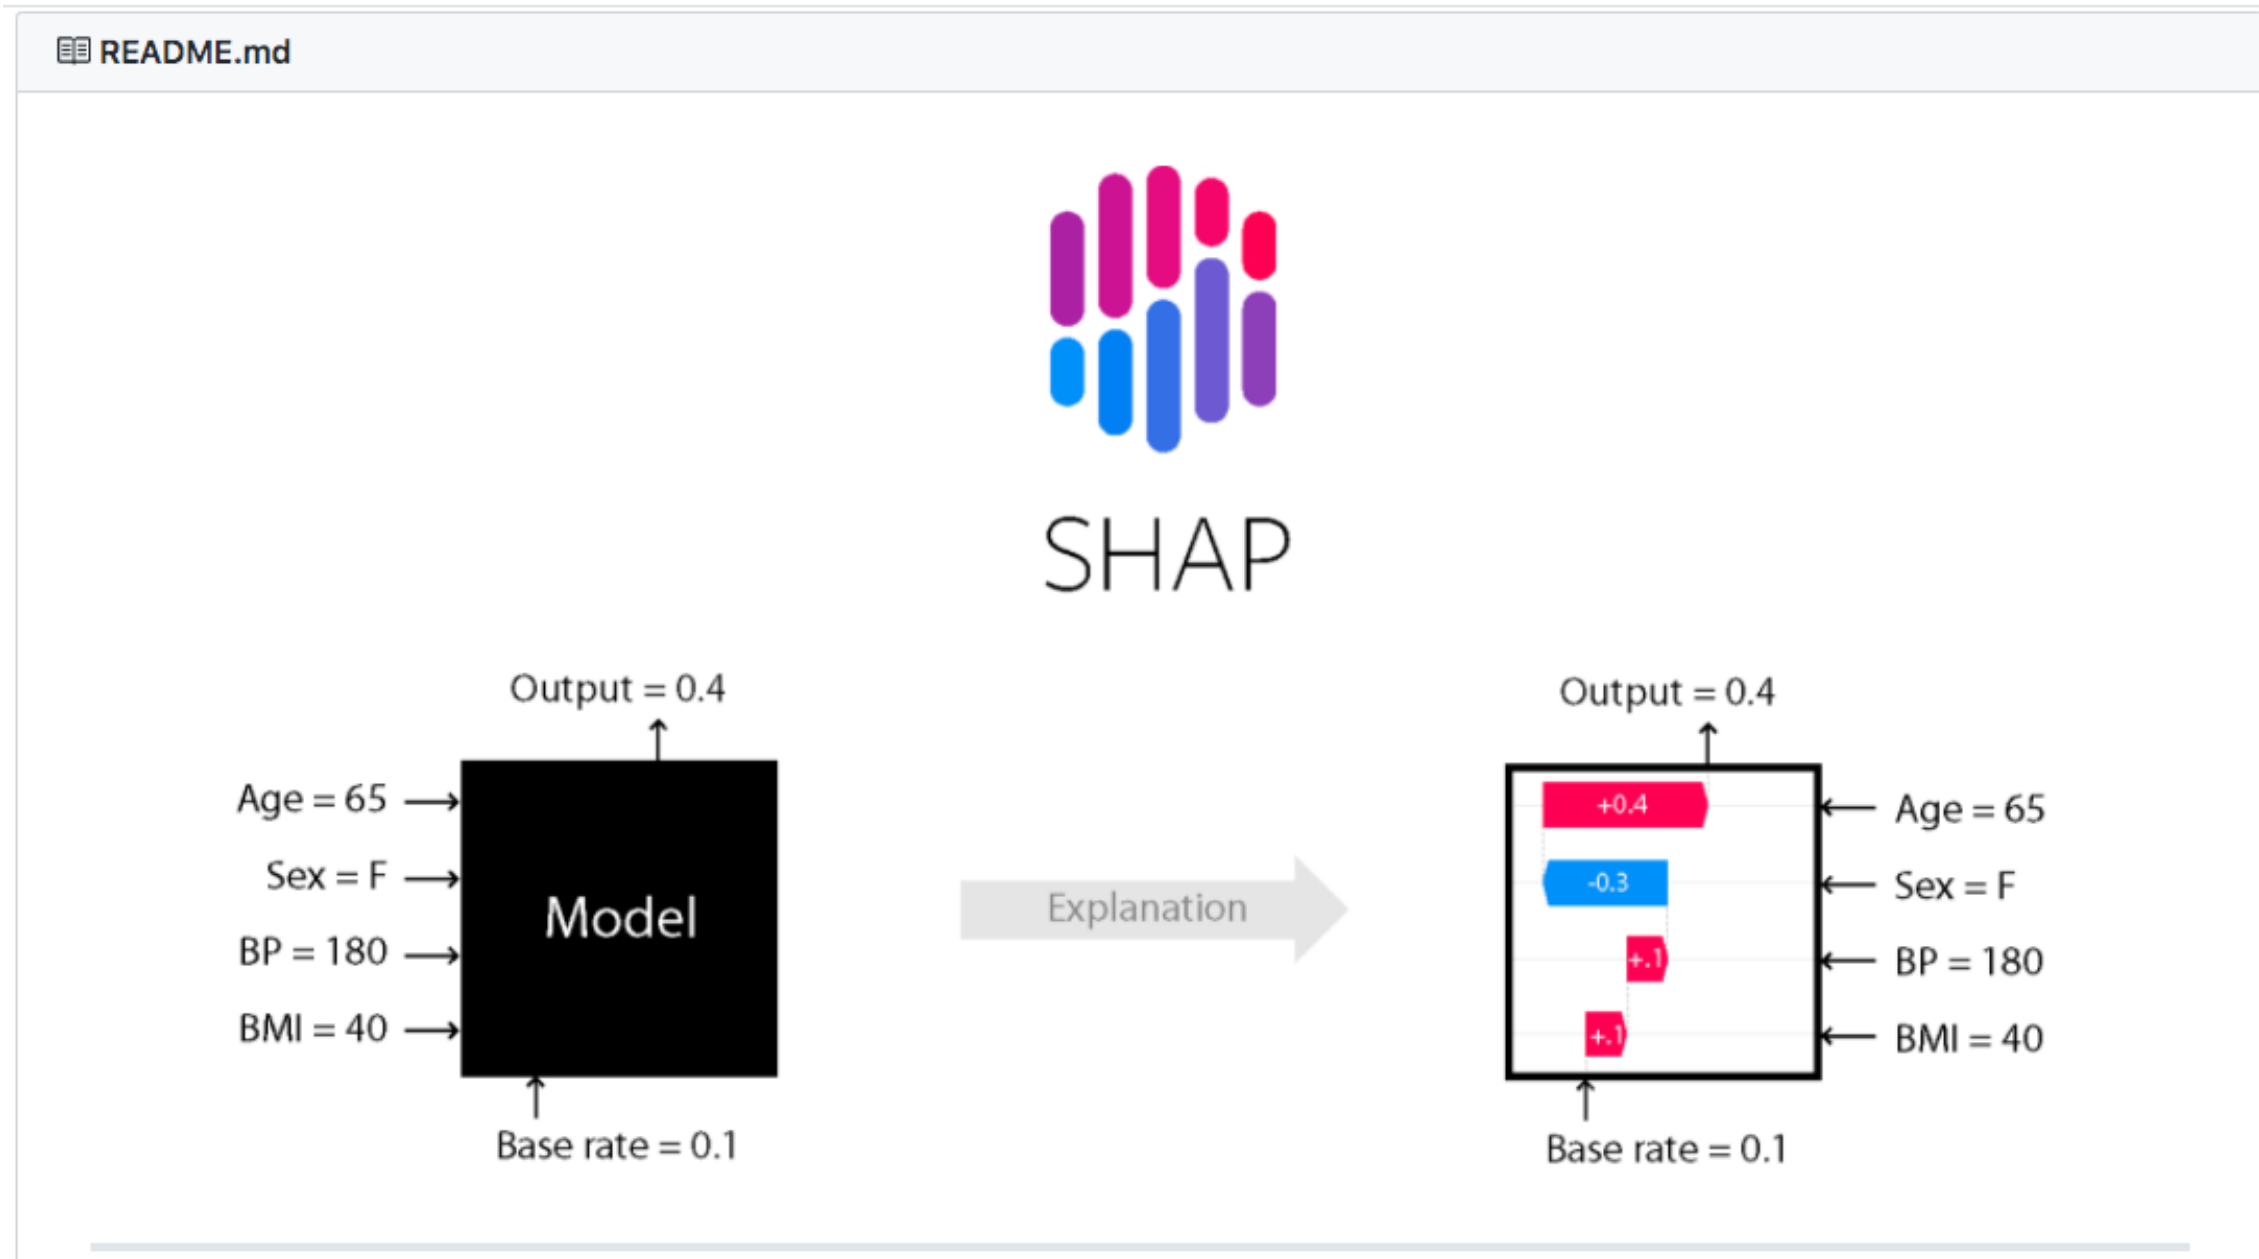 README.md
SHAP
Output = 0.4
Age = 65
Sex = F
BP = 180
BMI = 40
Model
Base rate = 0.1
Explanation
Output = 0.4
+0.4
-0.3
+.1
+.1
Age = 65
Sex = F
BP = 180
BMI = 40
Base rate = 0.1